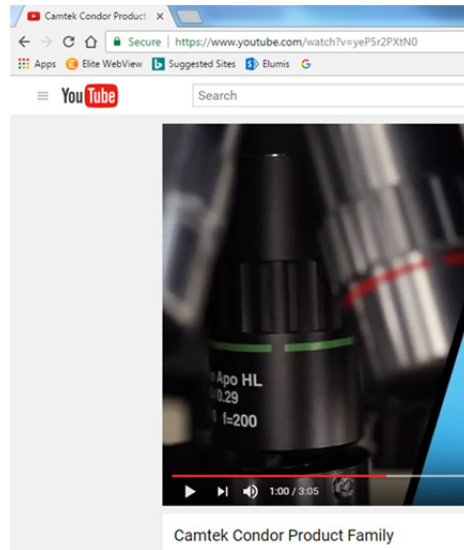 Camtek Condor Product
Secure | https://www.youtube.com/watch?v=yeP5r2PXtN0
Apps Elite WebView Suggested Sites Elumis
YouTube
Search
Apo HL
0.29
f=200
1:00 / 3:05
Camtek Condor Product Family